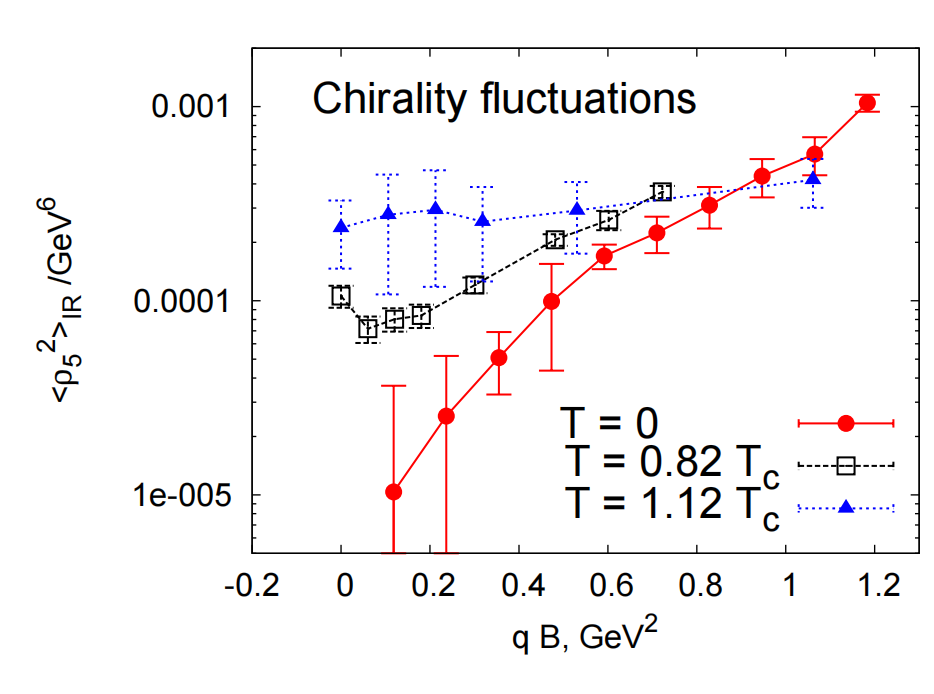 Chirality fluctuations
0.001
0.0001
1e-005
<ρ₅²>IR /GeV⁶
T = 0
T = 0.82 Tc
T = 1.12 Tc
-0.2 0 0.2 0.4 0.6 0.8 1 1.2
q B, GeV²